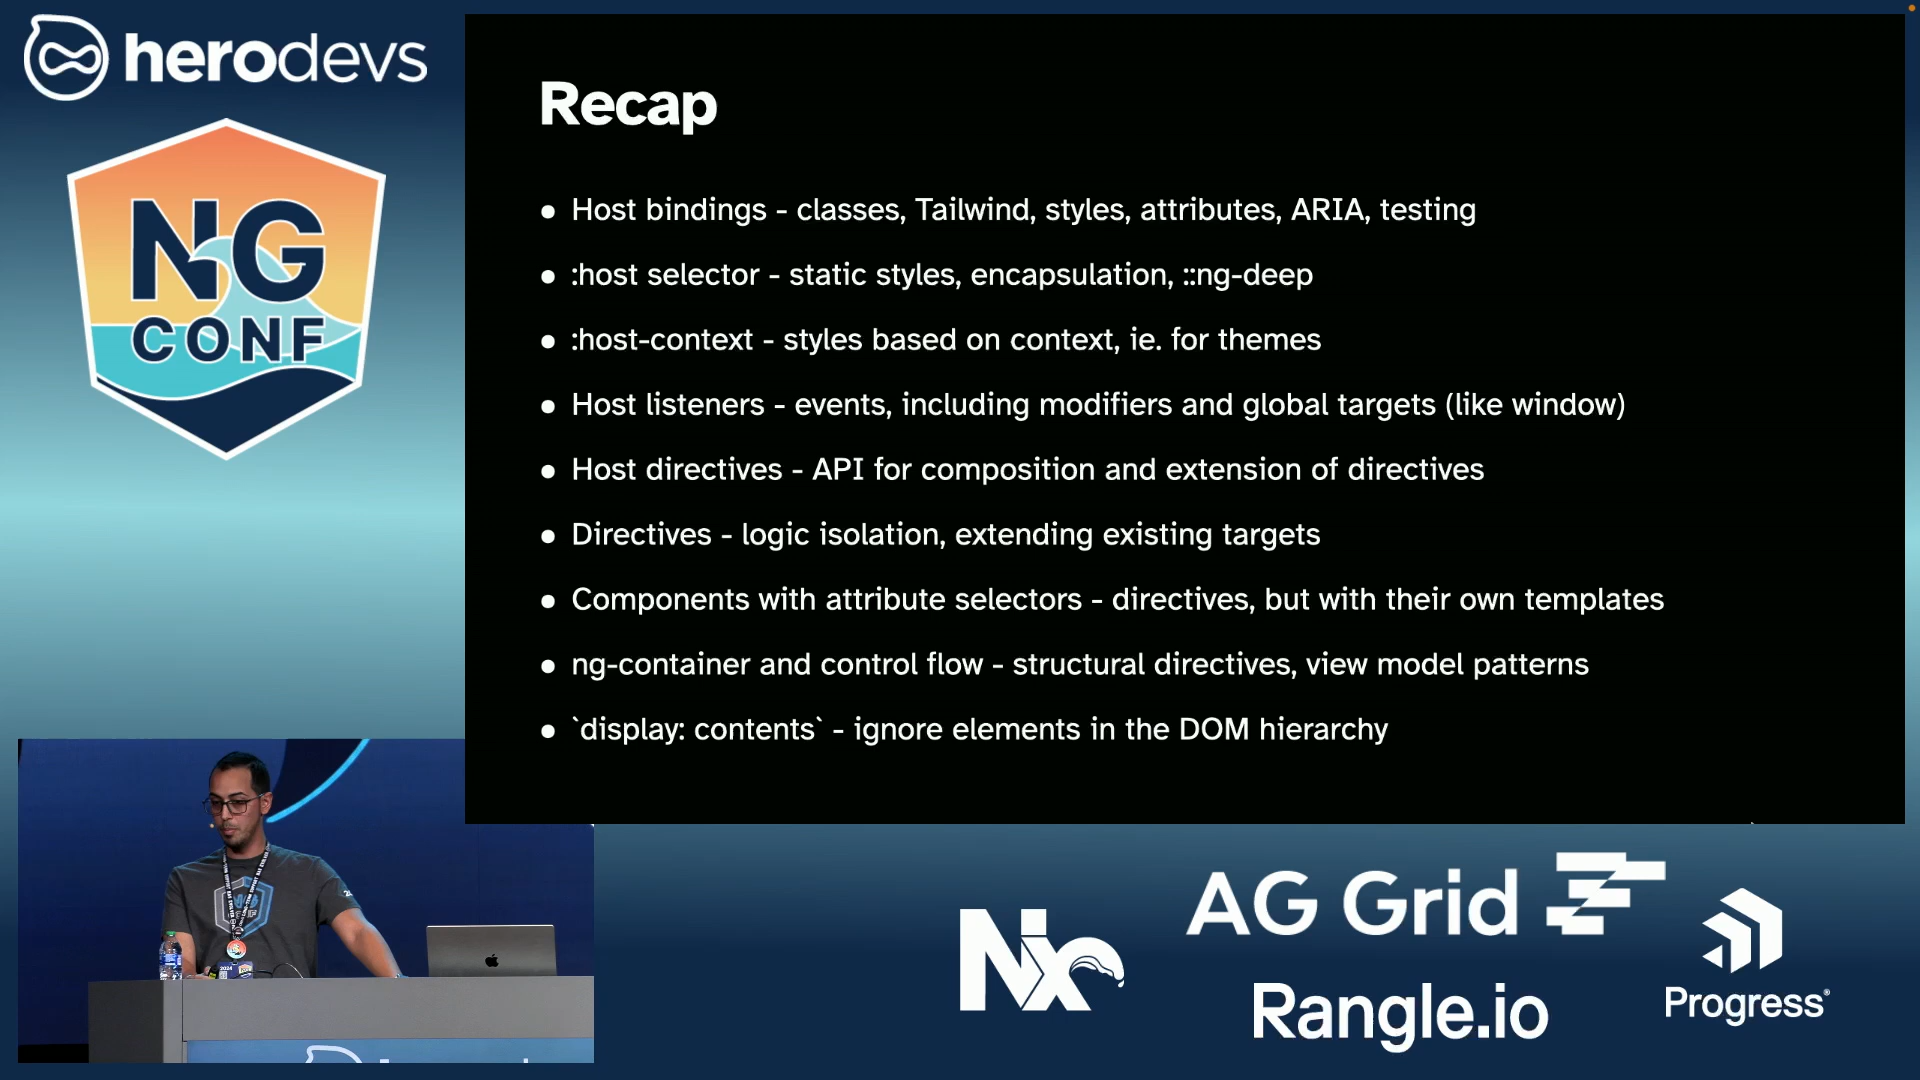 herodevs
NG
CONF
Recap
• Host bindings - classes, Tailwind, styles, attributes, ARIA, testing
• :host selector - static styles, encapsulation, ::ng-deep
• :host-context - styles based on context, ie. for themes
• Host listeners - events, including modifiers and global targets (like window)
• Host directives - API for composition and extension of directives
• Directives - logic isolation, extending existing targets
• Components with attribute selectors - directives, but with their own templates
• ng-container and control flow - structural directives, view model patterns
• `display: contents` - ignore elements in the DOM hierarchy
2024
Nx
AG Grid
Rangle.io
Progress®